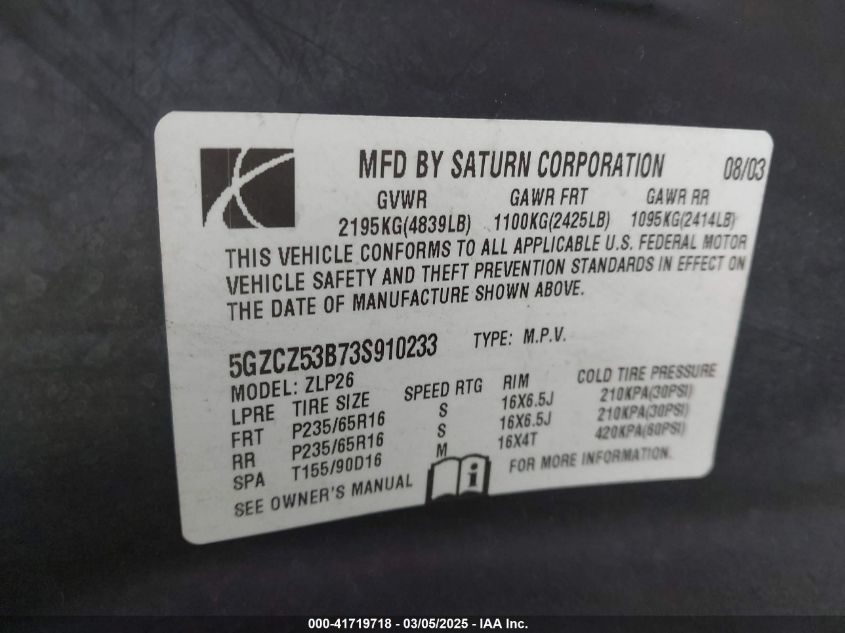 MFD BY SATURN CORPORATION 08/03
GVWR GAWR FRT GAWR RR
2195KG(4839LB) 1100KG(2425LB) 1095KG(2414LB)
THIS VEHICLE CONFORMS TO ALL APPLICABLE U.S. FEDERAL MOTOR
VEHICLE SAFETY AND THEFT PREVENTION STANDARDS IN EFFECT ON
THE DATE OF MANUFACTURE SHOWN ABOVE.
5GZCZ53B73S910233 TYPE: M.P.V.
MODEL: ZLP26
LPRE TIRE SIZE SPEED RTG RIM COLD TIRE PRESSURE
FRT P235/65R16 S 16X6.5J 210KPA(30PSI)
RR P235/65R16 S 16X6.5J 210KPA(30PSI)
SPA T155/90D16 M 16X4T 420KPA(60PSI)
SEE OWNER'S MANUAL i FOR MORE INFORMATION.
000-41719718 - 03/05/2025 - IAA Inc.